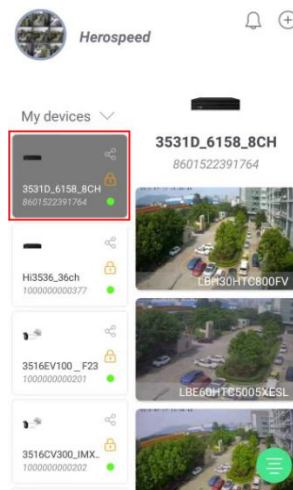 Herospeed
My devices
3531D_6158_8CH
8601522391764
3531D_6158_8CH
8601522391764
Hi3536_36ch
1000000000377
3516EV100 _ F23
1000000000201
3516CV300_IMX..
1000000000202
LBH30HTC800FV
LBE60HTC5005XESL